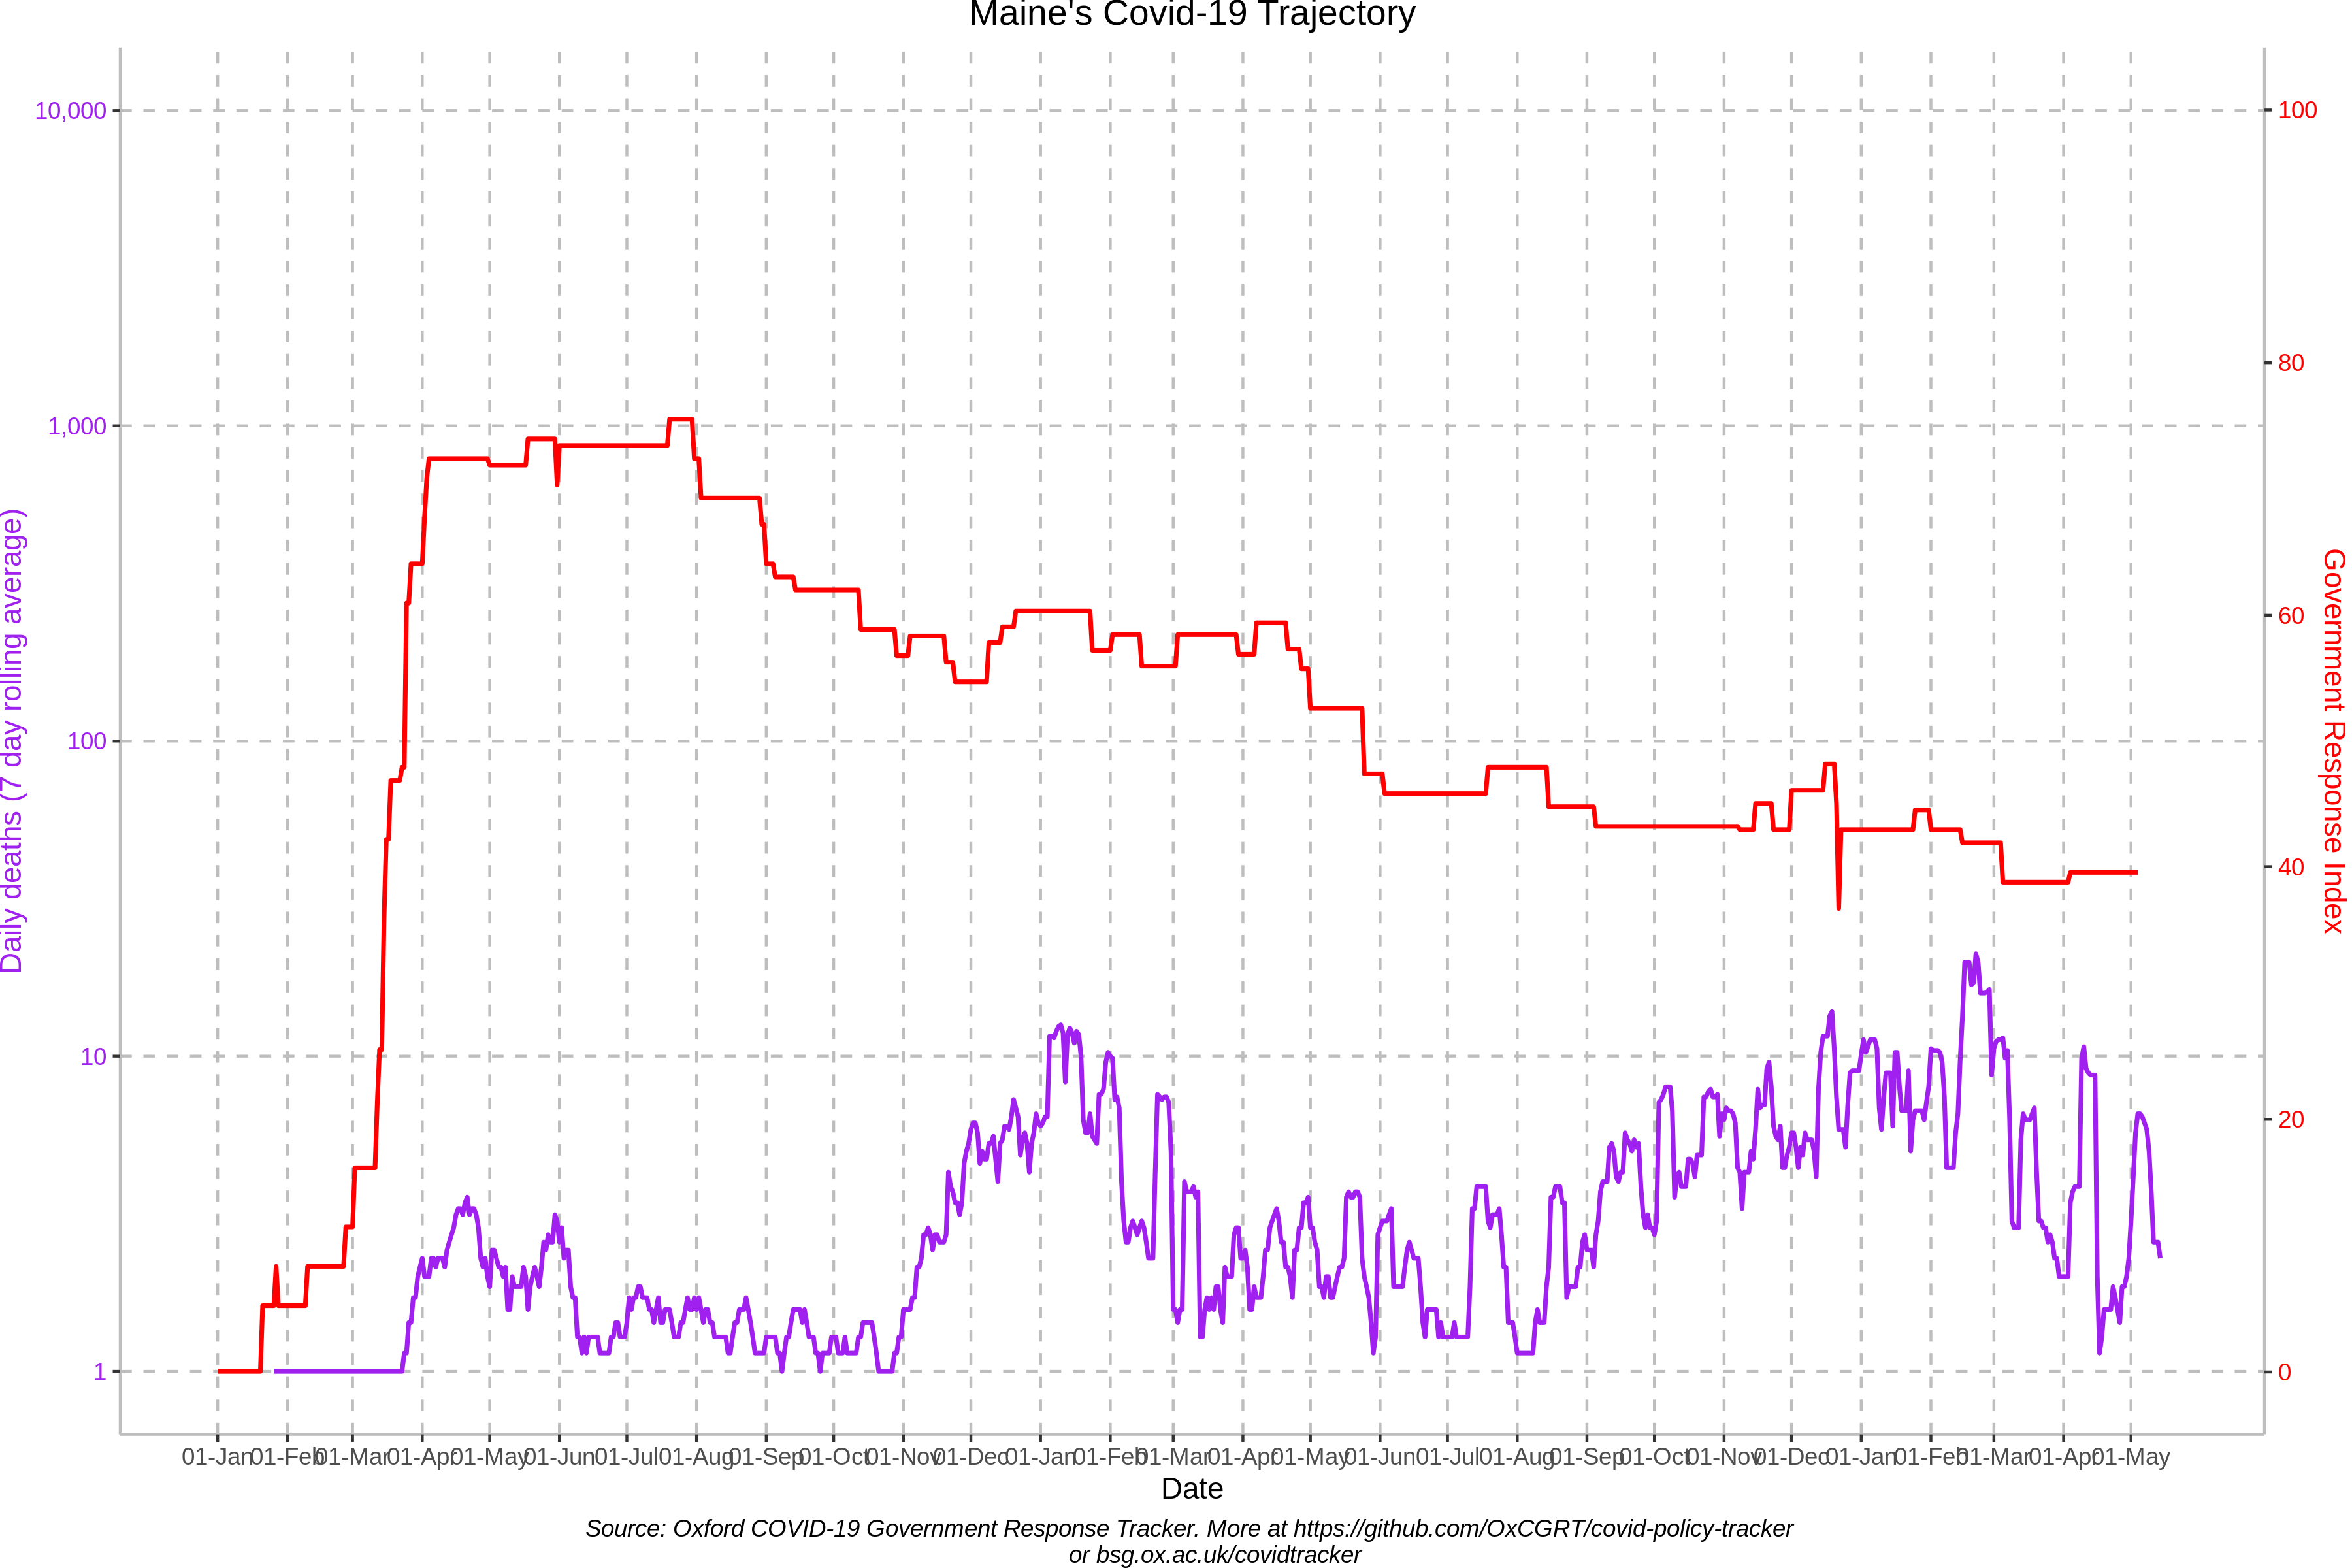 Maine's Covid-19 Trajectory
10,000
1,000
100
10
1
Daily deaths (7 day rolling average)
100
80
60
40
20
0
Government Response Index
01-Jan 01-Feb 01-Mar 01-Apr 01-May 01-Jun 01-Jul 01-Aug 01-Sep 01-Oct 01-Nov 01-Dec 01-Jan 01-Feb 01-Mar 01-Apr 01-May 01-Jun 01-Jul 01-Aug 01-Sep 01-Oct 01-Nov 01-Dec 01-Jan 01-Feb 01-Mar 01-Apr 01-May
Date
Source: Oxford COVID-19 Government Response Tracker. More at https://github.com/OxCGRT/covid-policy-tracker
or bsg.ox.ac.uk/covidtracker